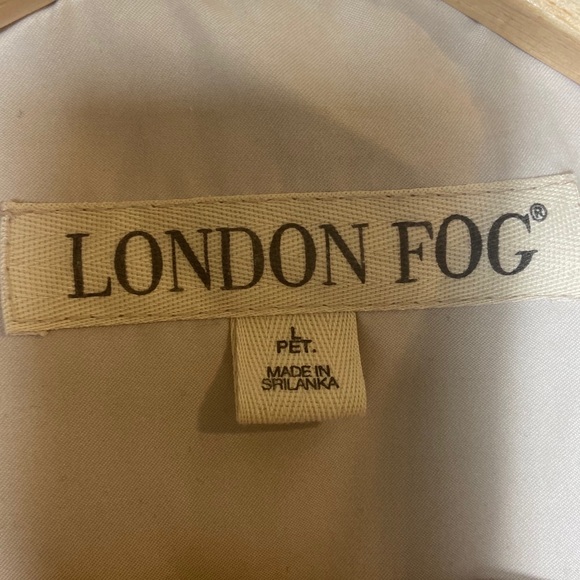 LONDON FOG®
L
PET.
MADE IN
SRILANKA